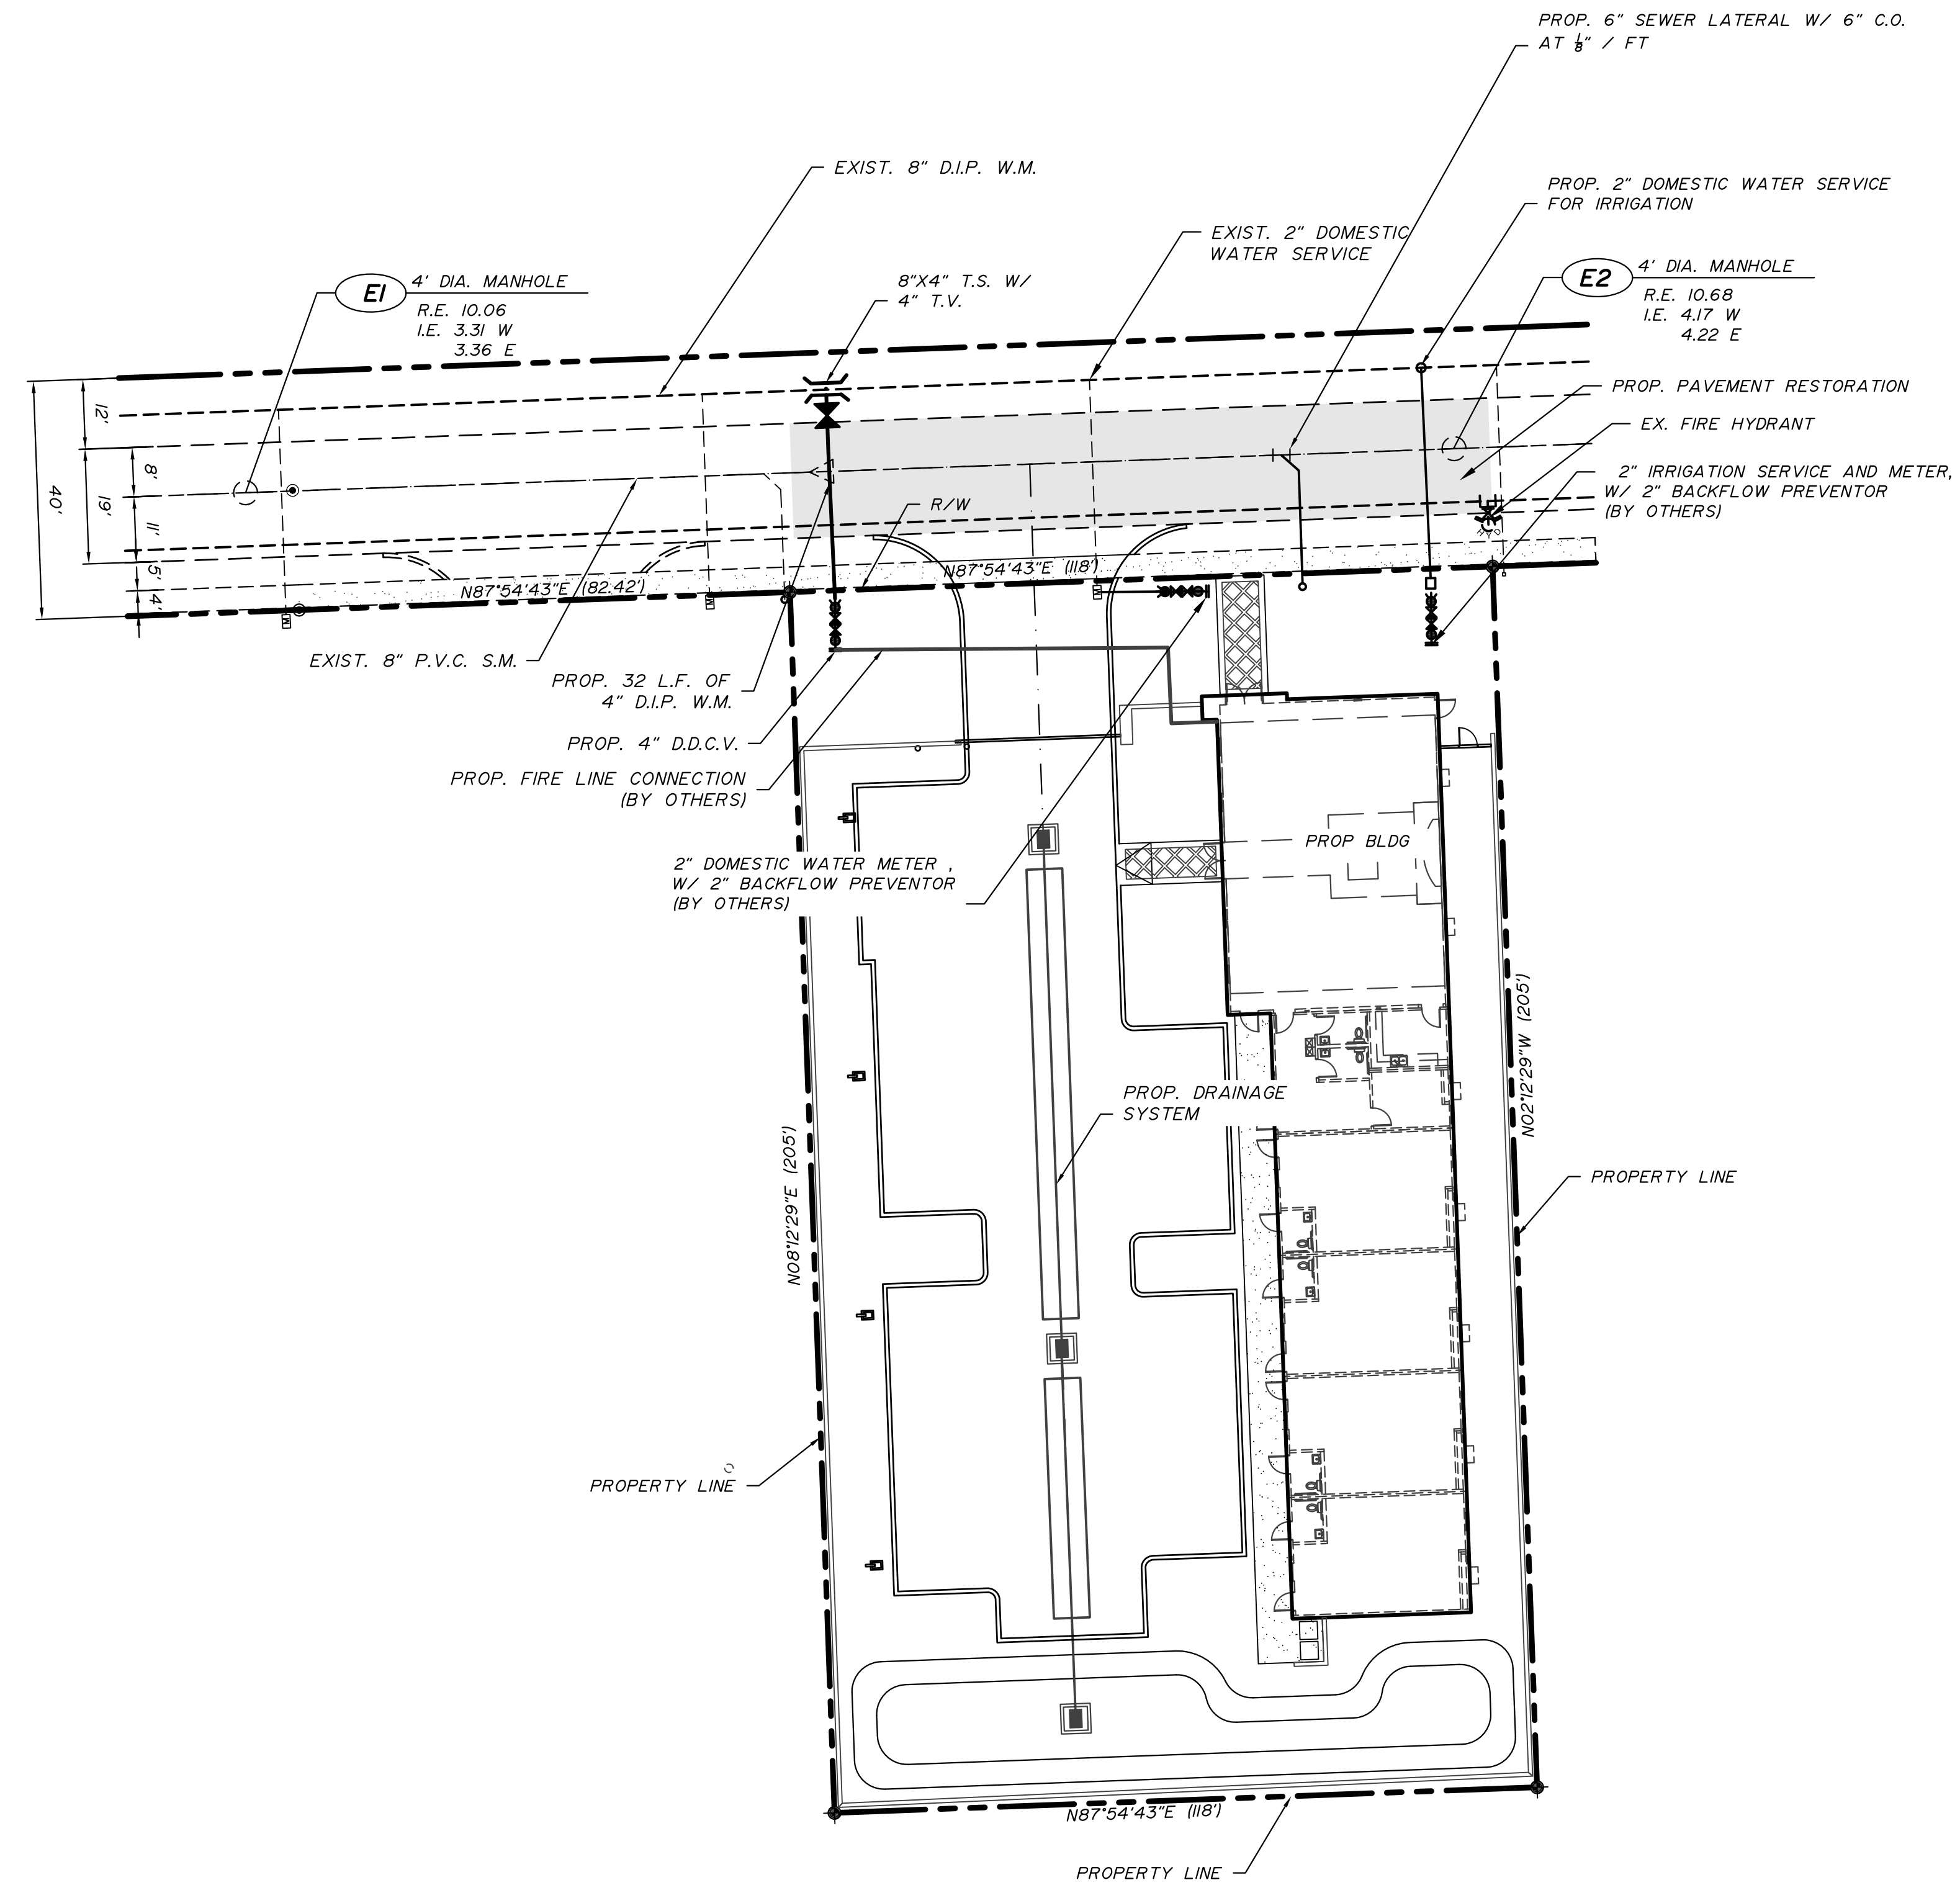 PROP. 6" SEWER LATERAL W/ 6" C.O.
AT 1/8" / FT
EXIST. 8" D.I.P. W.M.
PROP. 2" DOMESTIC WATER SERVICE
FOR IRRIGATION
EXIST. 2" DOMESTIC
WATER SERVICE
E1
4' DIA. MANHOLE
R.E. 10.06
I.E. 3.31 W
3.36 E
8"X4" T.S. W/
4" T.V.
E2
4' DIA. MANHOLE
R.E. 10.68
I.E. 4.17 W
4.22 E
PROP. PAVEMENT RESTORATION
EX. FIRE HYDRANT
2" IRRIGATION SERVICE AND METER,
W/ 2" BACKFLOW PREVENTOR
(BY OTHERS)
12'
40'
8'
19'
11'
5'
4'
R/W
N87°54'43"E (82.42')
N87°54'43"E (118')
EXIST. 8" P.V.C. S.M.
PROP. 32 L.F. OF
4" D.I.P. W.M.
PROP. 4" D.D.C.V.
PROP. FIRE LINE CONNECTION
(BY OTHERS)
2" DOMESTIC WATER METER ,
W/ 2" BACKFLOW PREVENTOR
(BY OTHERS)
PROP BLDG
PROP. DRAINAGE
SYSTEM
N08°12'29"E (205')
N02°12'29"W (205')
PROPERTY LINE
PROPERTY LINE
N87°54'43"E (118')
PROPERTY LINE